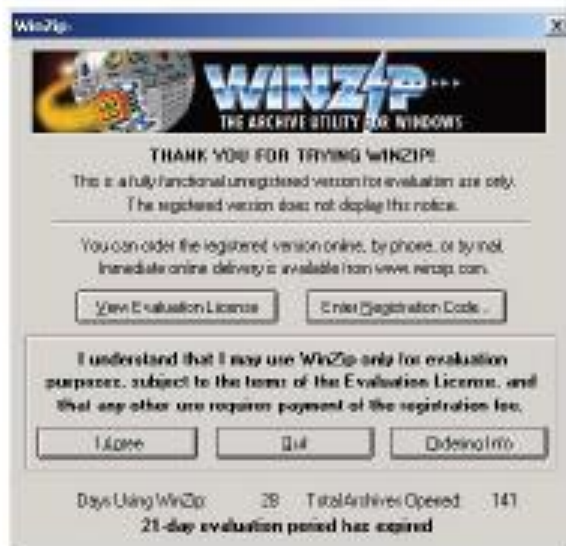 WinZip
WINZIP
THE ARCHIVE UTILITY FOR WINDOWS
THANK YOU FOR TRYING WINZIP!
This is a fully functional unregistered version for evaluation use only.
The registered version does not display this notice.
You can order the registered version online, by phone, or by mail.
Immediate online delivery is available from www.winzip.com.
View Evaluation License
Enter Registration Code...
I understand that I may use WinZip only for evaluation
purposes, subject to the terms of the Evaluation License, and
that any other use requires payment of the registration fee.
I Agree
Quit
Ordering Info
Days Using WinZip: 28 Total Archives Opened: 141
21-day evaluation period has expired